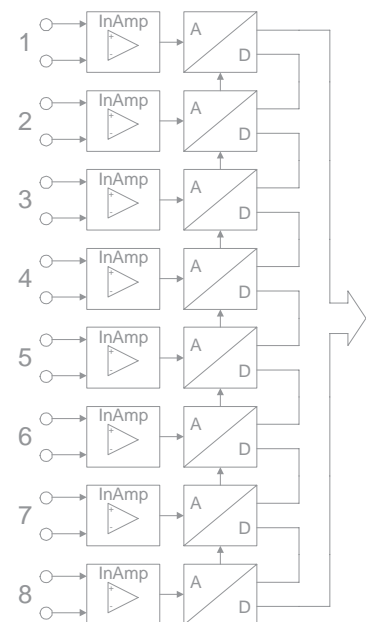 1 InAmp + - A D
2 InAmp + - A D
3 InAmp + - A D
4 InAmp + - A D
5 InAmp + - A D
6 InAmp + - A D
7 InAmp + - A D
8 InAmp + - A D